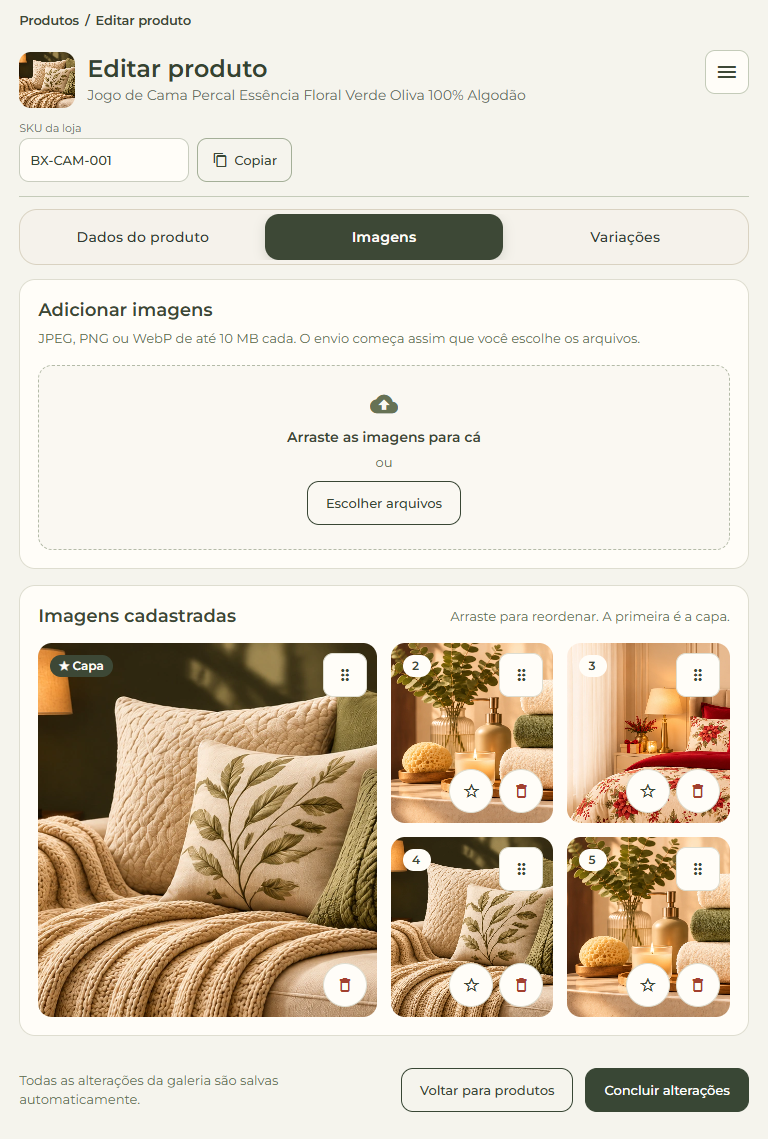 Produtos / Editar produto
Editar produto
Jogo de Cama Percal Essência Floral Verde Oliva 100% Algodão
SKU da loja
BX-CAM-001
Copiar
Dados do produto
Imagens
Variações
Adicionar imagens
JPEG, PNG ou WebP de até 10 MB cada. O envio começa assim que você escolhe os arquivos.
Arraste as imagens para cá
ou
Escolher arquivos
Imagens cadastradas
Arraste para reordenar. A primeira é a capa.
Capa
2
3
4
5
Todas as alterações da galeria são salvas
automaticamente.
Voltar para produtos
Concluir alterações